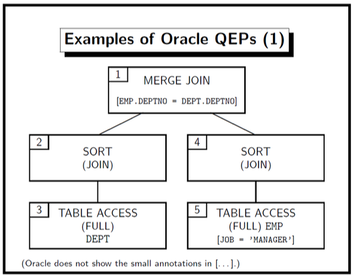 Examples of Oracle QEPs (1)
1
MERGE JOIN
[EMP.DEPTNO = DEPT.DEPTNO]
2
SORT
(JOIN)
4
SORT
(JOIN)
3
TABLE ACCESS
(FULL)
DEPT
5
TABLE ACCESS
(FULL) EMP
[JOB = 'MANAGER']
(Oracle does not show the small annotations in [...].)